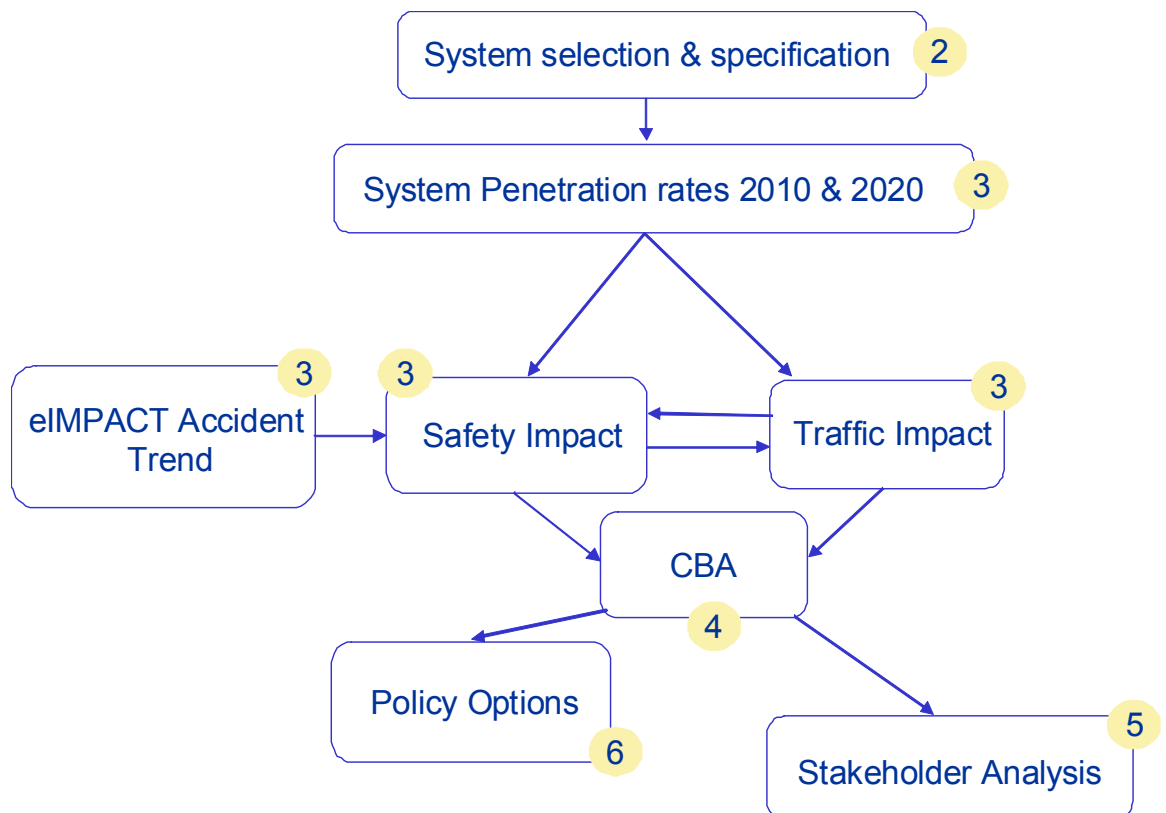 System selection & specification
2
System Penetration rates 2010 & 2020
3
3
eIMPACT Accident
Trend
3
Safety Impact
3
Traffic Impact
CBA
4
Policy Options
6
5
Stakeholder Analysis